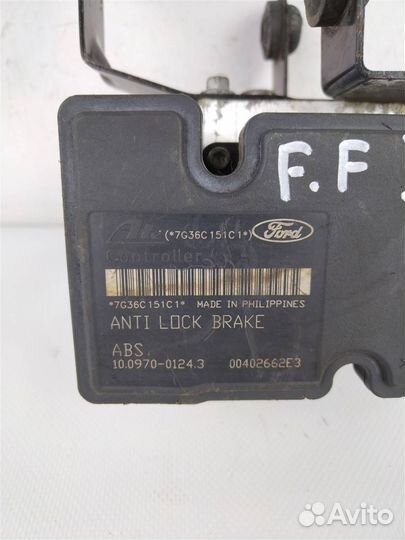 F.F
Ate (*7G36C151C1*) Ford
Controller
*7G36C151C1* MADE IN PHILIPPINES
ANTI LOCK BRAKE
ABS
10.0970-0124.3 00402662E3
Avito